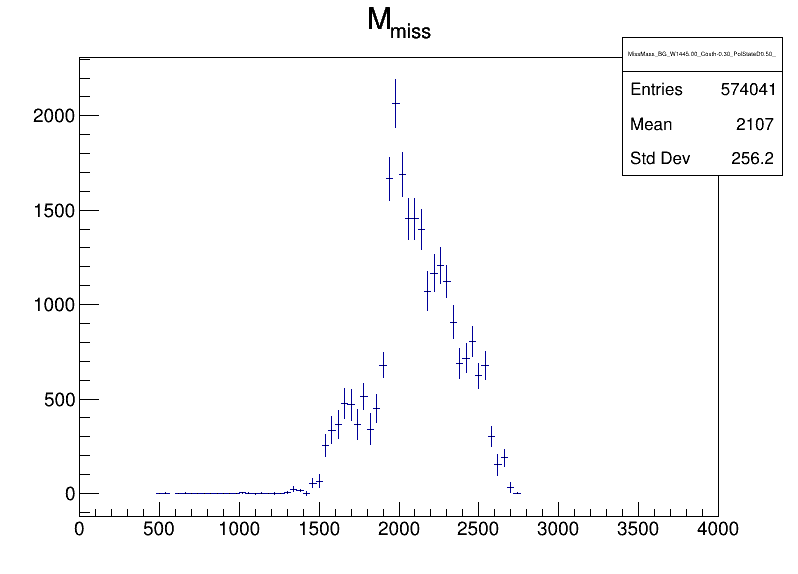 M_miss
MissMass_BG_W1445.00_Costh-0.30_PolStateD0.50_
Entries 574041
Mean 2107
Std Dev 256.2
2000
1500
1000
500
0
0 500 1000 1500 2000 2500 3000 3500 4000